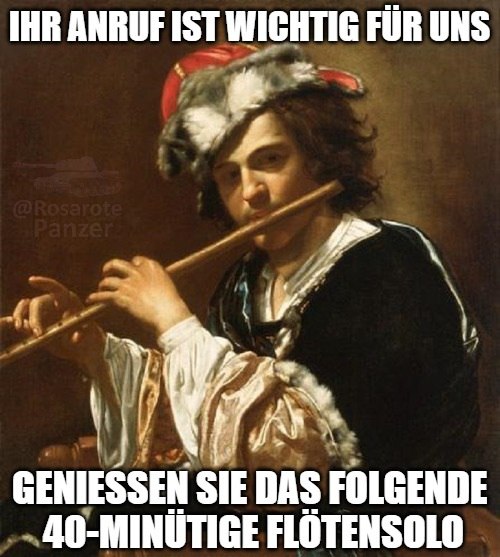 IHR ANRUF IST WICHTIG FÜR UNS
@Rosarote
Panzer
GENIESSEN SIE DAS FOLGENDE
40-MINÜTIGE FLÖTENSOLO